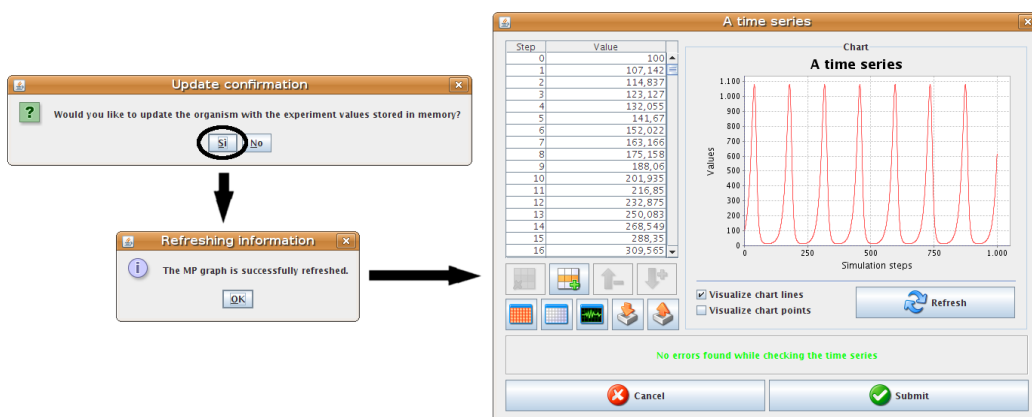 Update confirmation
Would you like to update the organism with the experiment values stored in memory?
Si No
Refreshing information
The MP graph is successfully refreshed.
OK
A time series
Step Value
0 100
1 107,142
2 114,837
3 123,127
4 132,055
5 141,67
6 152,022
7 163,166
8 175,158
9 188,06
10 201,935
11 216,85
12 232,875
13 250,083
14 268,549
15 288,35
16 309,565
Chart
A time series
Values
1.100
1.000
900
800
700
600
500
400
300
200
100
0
0 250 500 750 1.000
Simulation steps
Visualize chart lines
Visualize chart points
Refresh
No errors found while checking the time series
Cancel Submit